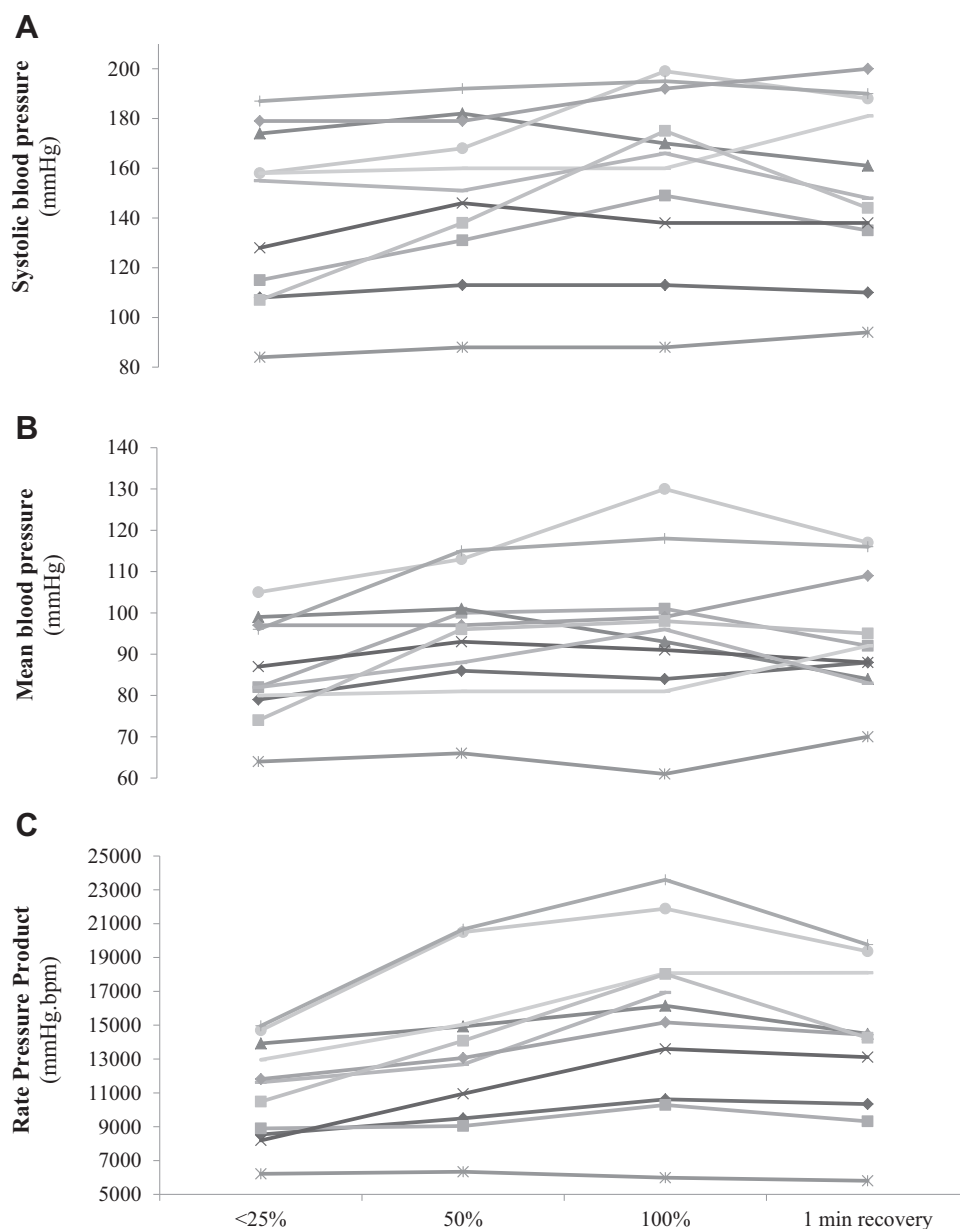 A
Systolic blood pressure
(mmHg)
200
180
160
140
120
100
80
B
Mean blood pressure
(mmHg)
140
130
120
110
100
90
80
70
60
C
Rate Pressure Product
(mmHg.bpm)
25000
23000
21000
19000
17000
15000
13000
11000
9000
7000
5000
<25% 50% 100% 1 min recovery